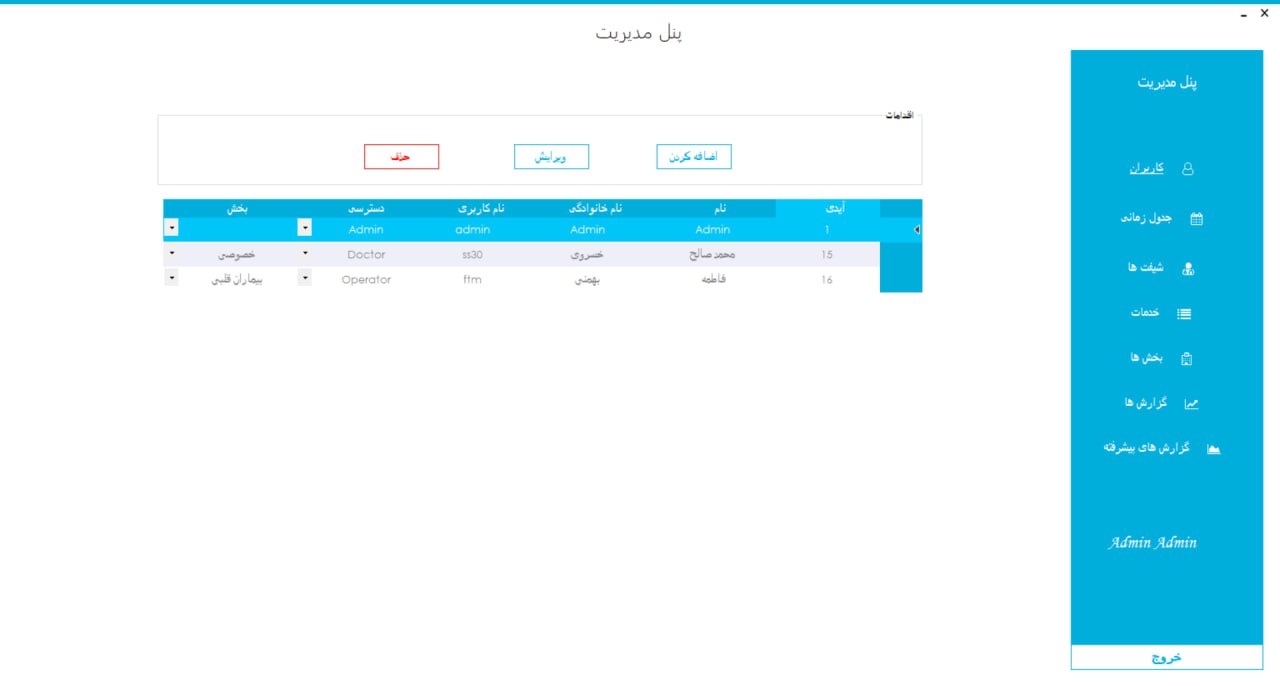 پنل مدیریت
اقدامات
اضافه کردن
ویرایش
حذف
آیدی نام نام خانوادگی نام کاربری دسترسی بخش
1 Admin Admin admin Admin
15 محمد صالح خسروی ss30 Doctor خصوصی
16 فاطمه بهمنی ftm Operator بیماران قلبی
پنل مدیریت
کاربران
جدول زمانی
شیفت ها
خدمات
بخش ها
گزارش ها
گزارش های پیشرفته
Admin Admin
خروج